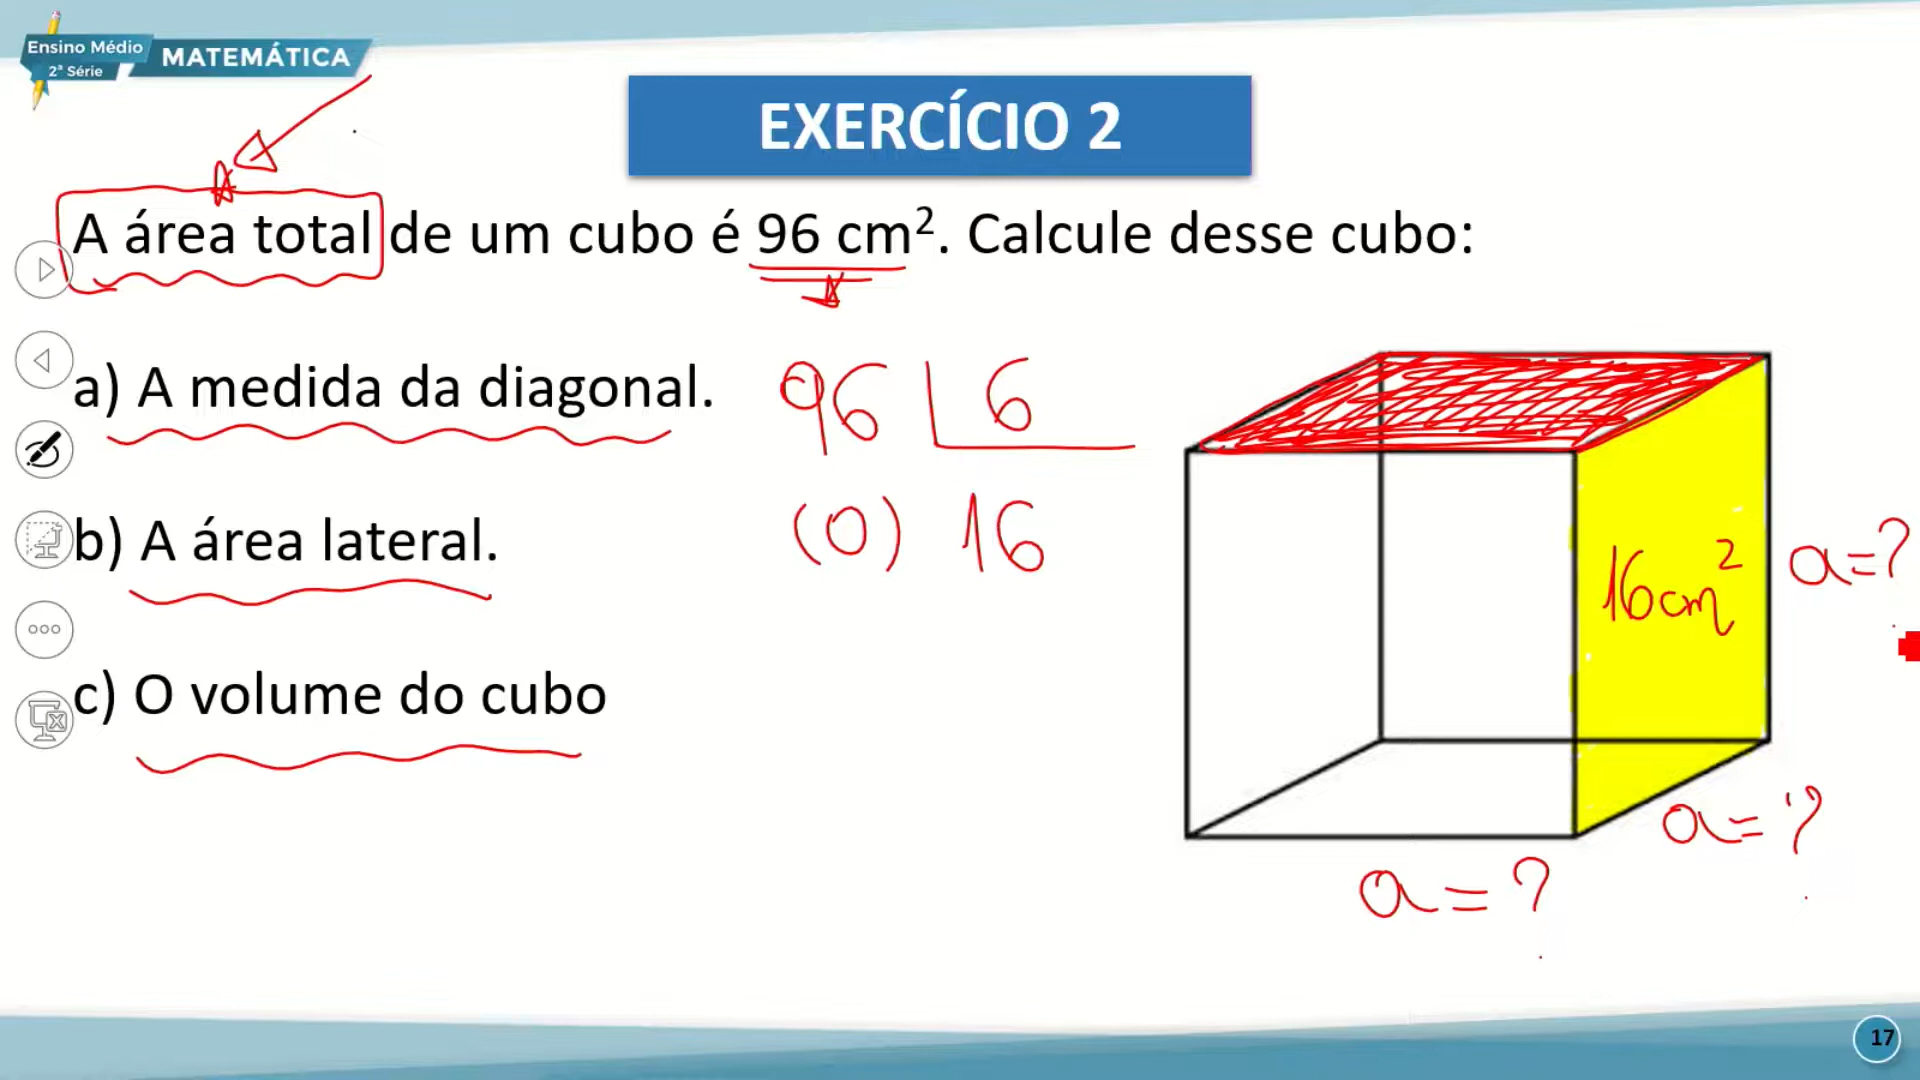 Ensino Médio
2ª Série
MATEMÁTICA
EXERCÍCIO 2
A área total de um cubo é 96 cm². Calcule desse cubo:
a) A medida da diagonal.
96 6
b) A área lateral.
(0) 16
16cm²
a=?
c) O volume do cubo
a=?
a=?
17